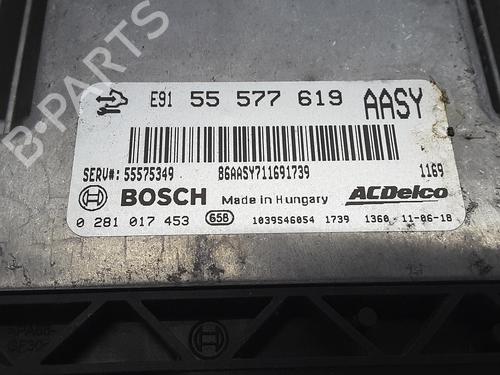 B-PARTS
E91 55 577 619 AASY
SERV#: 55575349 B6AASY711691739 1169
BOSCH Made in Hungary ACDelco
0 281 017 453 658 1039S46054 1739 1360 - 11-06-18